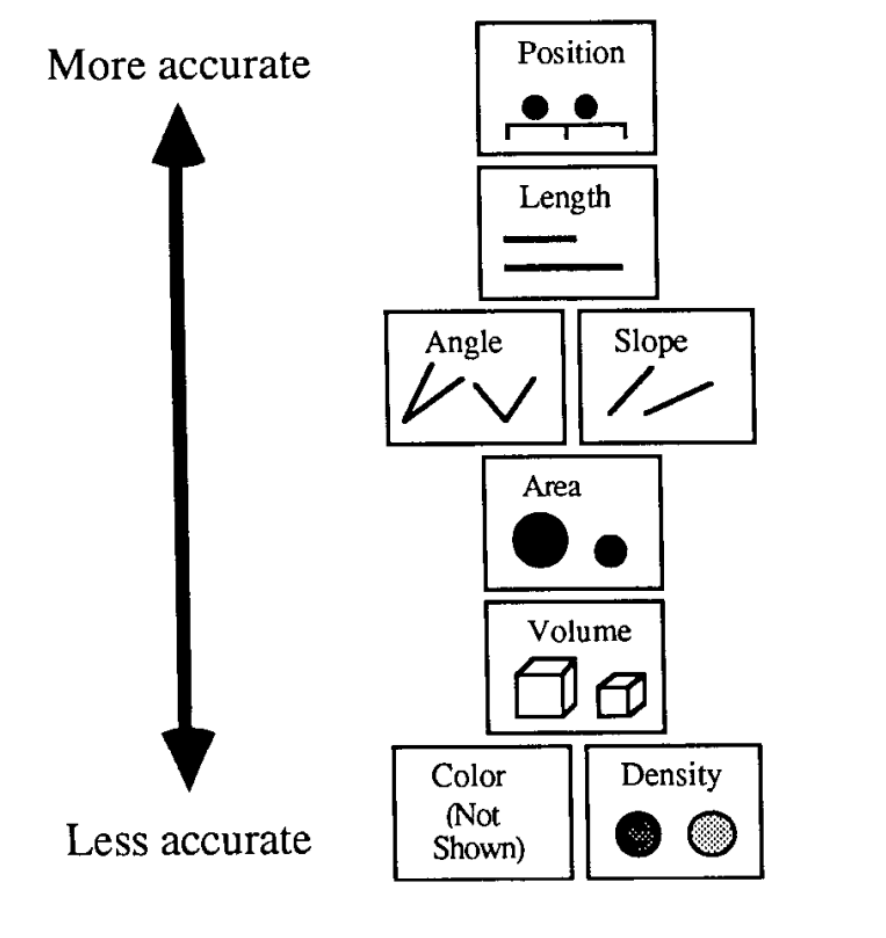 More accurate
Position
Length
Angle
Slope
Area
Volume
Color
(Not
Shown)
Density
Less accurate